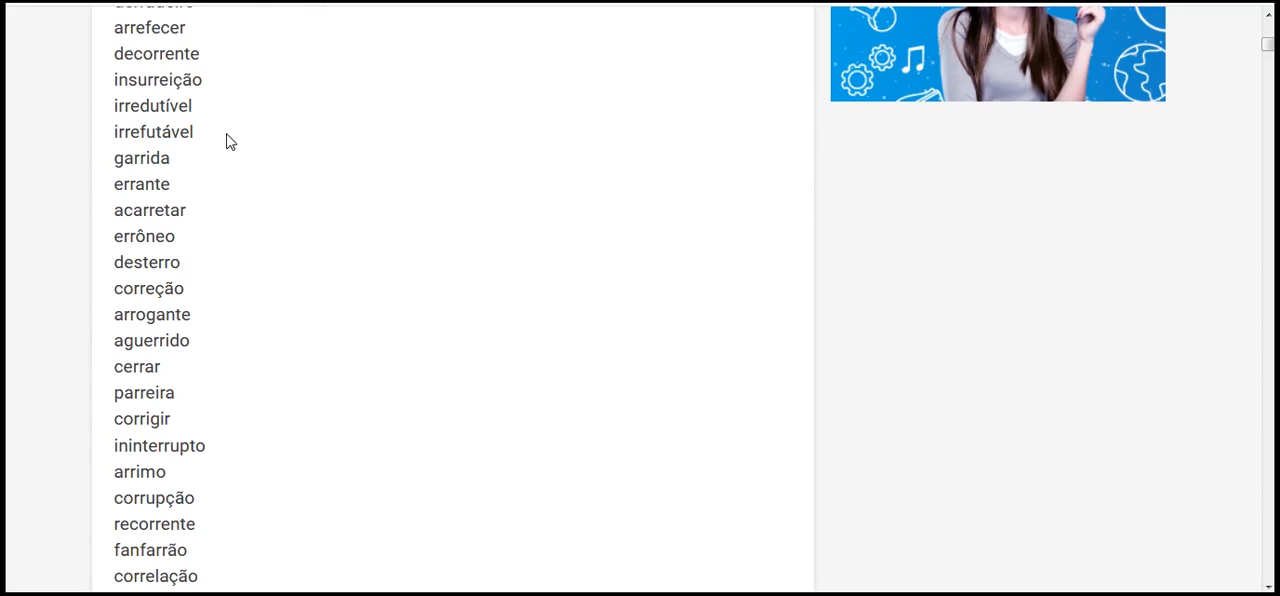 arrefecer
decorrente
insurreição
irredutível
irrefutável
garrida
errante
acarretar
errôneo
desterro
correção
arrogante
aguerrido
cerrar
parreira
corrigir
ininterrupto
arrimo
corrupção
recorrente
fanfarrão
correlação